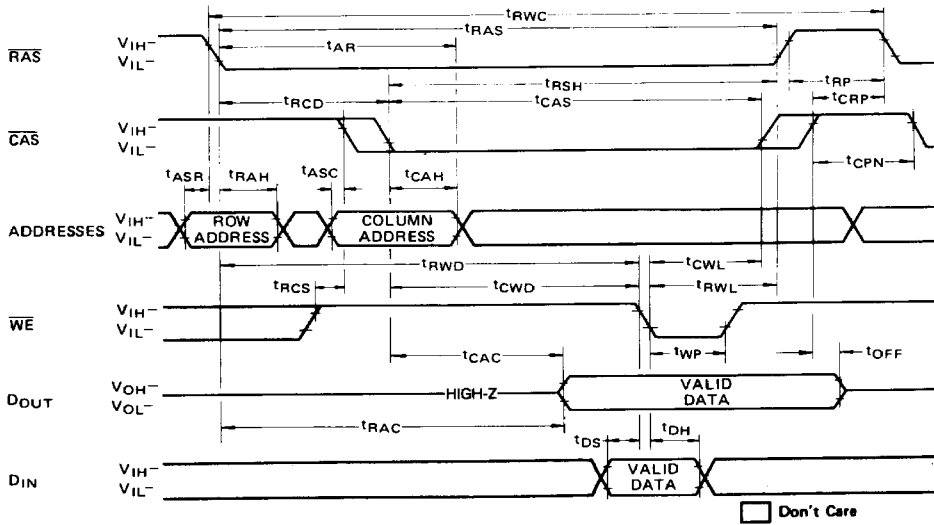 tRWC
tRAS
tAR
RAS
VIH–
VIL–
tRSH
tRP
tRCD
tCAS
tCRP
CAS
VIH–
VIL–
tCPN
tASR
tRAH
tASC
tCAH
ADDRESSES
VIH–
VIL–
ROW
ADDRESS
COLUMN
ADDRESS
tRWD
tCWL
tRCS
tCWD
tRWL
WE
VIH–
VIL–
tCAC
tWP
tOFF
DOUT
VOH–
VOL–
HIGH-Z
VALID
DATA
tRAC
tDS
tDH
DIN
VIH–
VIL–
VALID
DATA
Don't Care